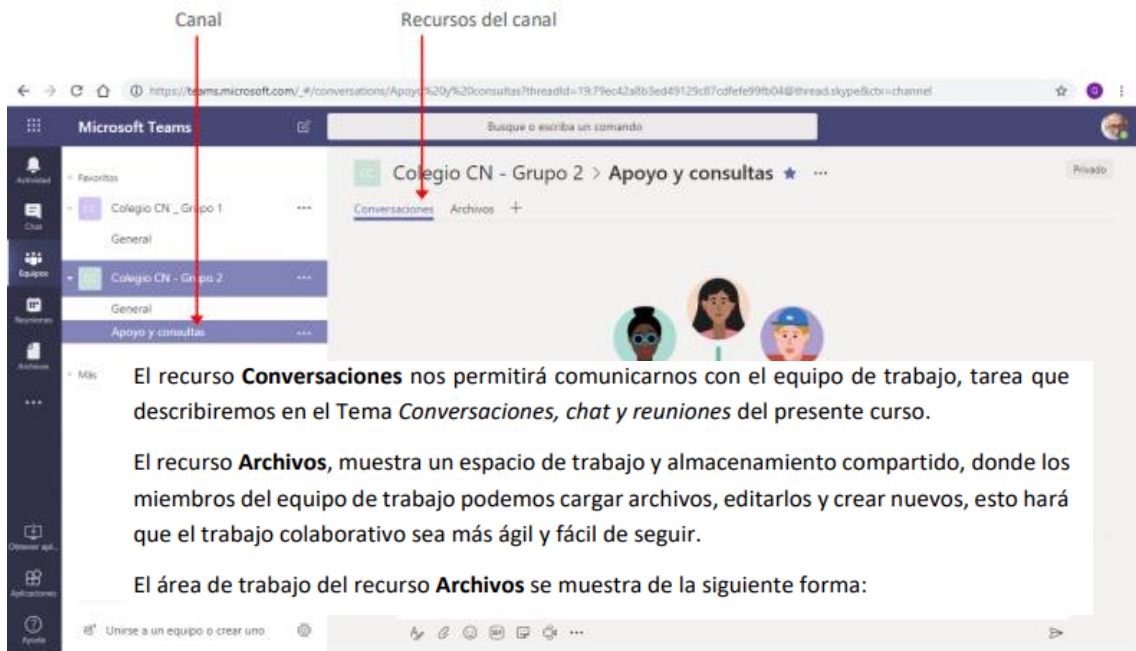 Canal
Recursos del canal
https://teams.microsoft.com/_#/conversations/Apoyo%20y%20consultas?threadId=19:79ec42a8b3ed49129c87cdfefe99fb04@thread.skype&ctx=channel
Microsoft Teams
Busque o escriba un comando
Actividad
Chat
Equipos
Reuniones
Archivos
Favoritos
Colegio CN _ Grupo 1
General
Colegio CN - Grupo 2
General
Apoyo y consultas
Más
Colegio CN - Grupo 2 > Apoyo y consultas
Privado
Conversaciones Archivos +
El recurso Conversaciones nos permitirá comunicarnos con el equipo de trabajo, tarea que
describiremos en el Tema Conversaciones, chat y reuniones del presente curso.
El recurso Archivos, muestra un espacio de trabajo y almacenamiento compartido, donde los
miembros del equipo de trabajo podemos cargar archivos, editarlos y crear nuevos, esto hará
que el trabajo colaborativo sea más ágil y fácil de seguir.
El área de trabajo del recurso Archivos se muestra de la siguiente forma:
Obtener apl...
Aplicaciones
Ayuda
Unirse a un equipo o crear uno